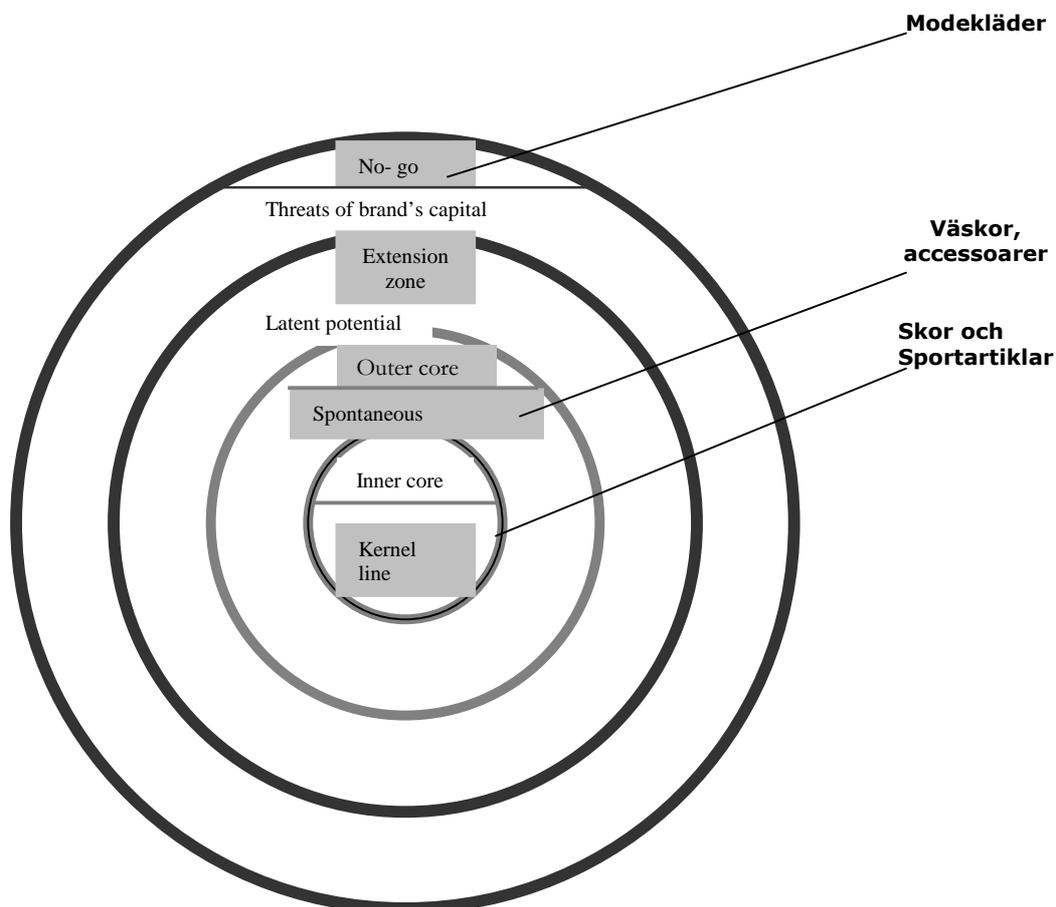 Modekläder
No- go
Threats of brand’s capital
Väskor,
accessoarer
Extension
zone
Latent potential
Skor och
Sportartiklar
Outer core
Spontaneous
Inner core
Kernel
line